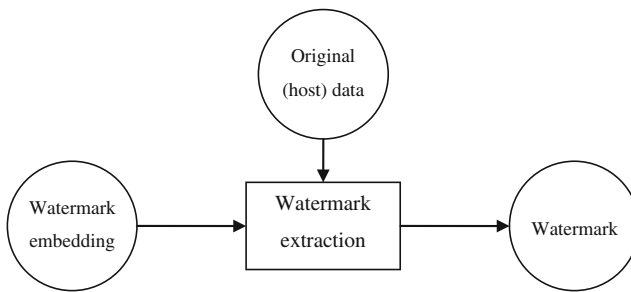 Original
(host) data
Watermark
embedding
Watermark
extraction
Watermark